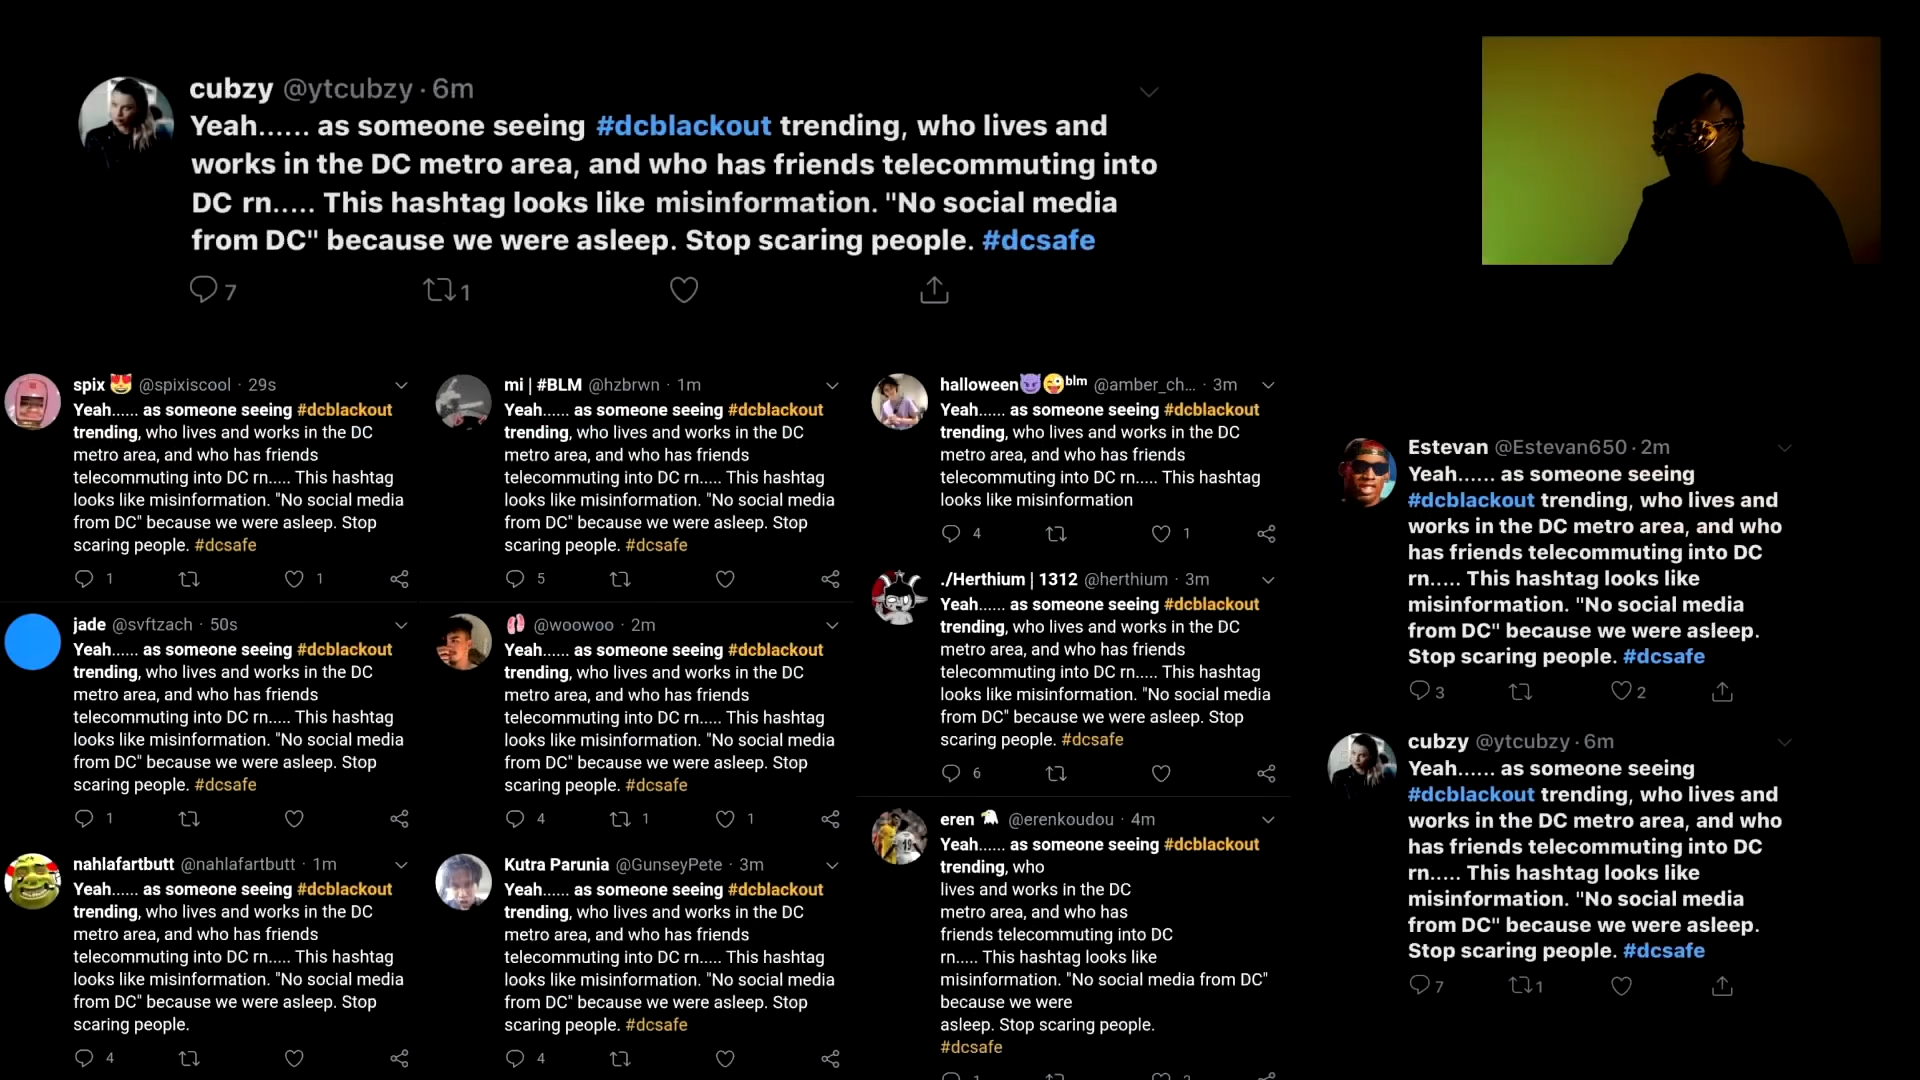 cubzy @ytcubzy · 6m
Yeah...... as someone seeing #dcblackout trending, who lives and
works in the DC metro area, and who has friends telecommuting into
DC rn..... This hashtag looks like misinformation. "No social media
from DC" because we were asleep. Stop scaring people. #dcsafe
7 1
spix @spixiscool · 29s
Yeah...... as someone seeing #dcblackout
trending, who lives and works in the DC
metro area, and who has friends
telecommuting into DC rn..... This hashtag
looks like misinformation. "No social media
from DC" because we were asleep. Stop
scaring people. #dcsafe
1 1
jade @svftzach · 50s
Yeah...... as someone seeing #dcblackout
trending, who lives and works in the DC
metro area, and who has friends
telecommuting into DC rn..... This hashtag
looks like misinformation. "No social media
from DC" because we were asleep. Stop
scaring people. #dcsafe
1
nahlafartbutt @nahlafartbutt · 1m
Yeah...... as someone seeing #dcblackout
trending, who lives and works in the DC
metro area, and who has friends
telecommuting into DC rn..... This hashtag
looks like misinformation. "No social media
from DC" because we were asleep. Stop
scaring people.
4
mi | #BLM @hzbrwn · 1m
Yeah...... as someone seeing #dcblackout
trending, who lives and works in the DC
metro area, and who has friends
telecommuting into DC rn..... This hashtag
looks like misinformation. "No social media
from DC" because we were asleep. Stop
scaring people. #dcsafe
5
@woowoo · 2m
Yeah...... as someone seeing #dcblackout
trending, who lives and works in the DC
metro area, and who has friends
telecommuting into DC rn..... This hashtag
looks like misinformation. "No social media
from DC" because we were asleep. Stop
scaring people. #dcsafe
4 1 1
Kutra Parunia @GunseyPete · 3m
Yeah...... as someone seeing #dcblackout
trending, who lives and works in the DC
metro area, and who has friends
telecommuting into DC rn..... This hashtag
looks like misinformation. "No social media
from DC" because we were asleep. Stop
scaring people. #dcsafe
4
halloween blm @amber_ch... · 3m
Yeah...... as someone seeing #dcblackout
trending, who lives and works in the DC
metro area, and who has friends
telecommuting into DC rn..... This hashtag
looks like misinformation
4 1
./Herthium | 1312 @herthium · 3m
Yeah...... as someone seeing #dcblackout
trending, who lives and works in the DC
metro area, and who has friends
telecommuting into DC rn..... This hashtag
looks like misinformation. "No social media
from DC" because we were asleep. Stop
scaring people. #dcsafe
6
eren @erenkoudou · 4m
Yeah...... as someone seeing #dcblackout
trending, who
lives and works in the DC
metro area, and who has
friends telecommuting into DC
rn..... This hashtag looks like
misinformation. "No social media from DC"
because we were
asleep. Stop scaring people.
#dcsafe
Estevan @Estevan650 · 2m
Yeah...... as someone seeing
#dcblackout trending, who lives and
works in the DC metro area, and who
has friends telecommuting into DC
rn..... This hashtag looks like
misinformation. "No social media
from DC" because we were asleep.
Stop scaring people. #dcsafe
3 2
cubzy @ytcubzy · 6m
Yeah...... as someone seeing
#dcblackout trending, who lives and
works in the DC metro area, and who
has friends telecommuting into DC
rn..... This hashtag looks like
misinformation. "No social media
from DC" because we were asleep.
Stop scaring people. #dcsafe
7 1